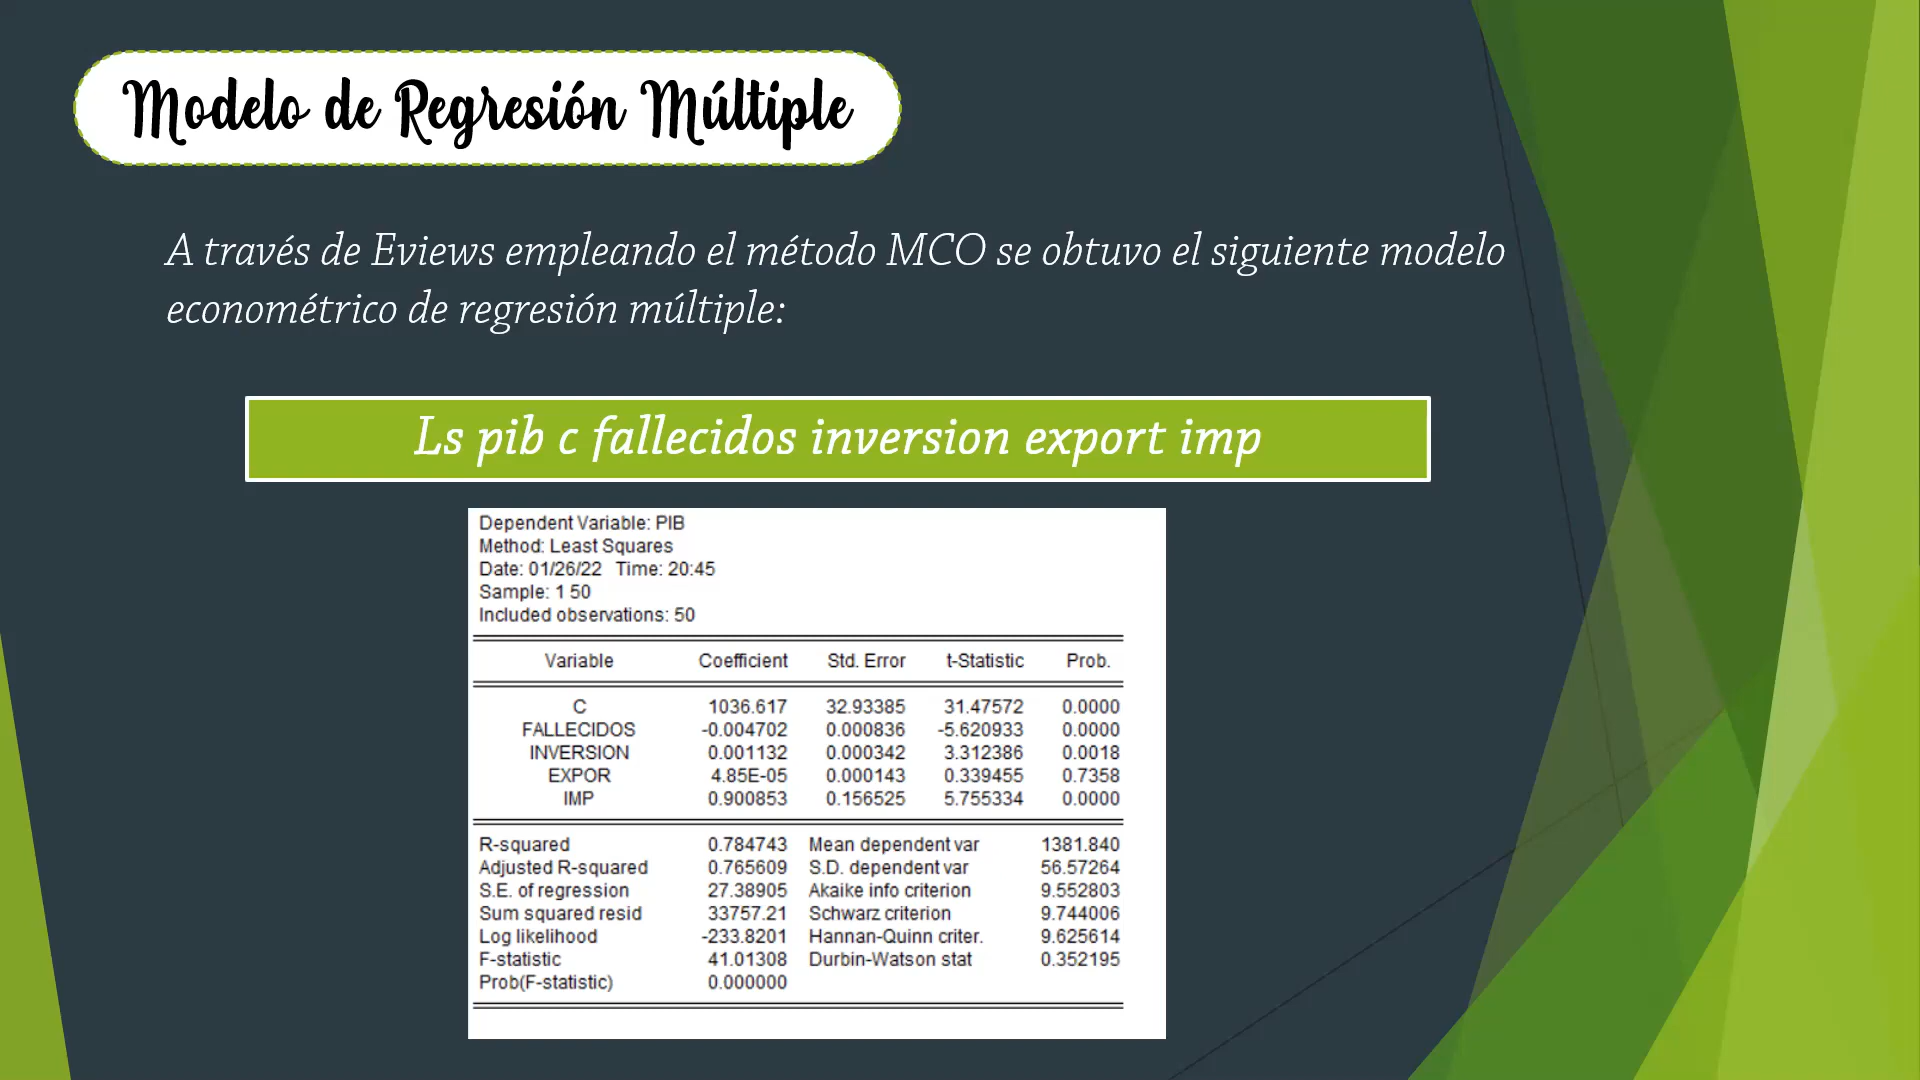 Modelo de Regresión Múltiple
A través de Eviews empleando el método MCO se obtuvo el siguiente modelo
econométrico de regresión múltiple:
Ls pib c fallecidos inversion export imp
Dependent Variable: PIB
Method: Least Squares
Date: 01/26/22 Time: 20:45
Sample: 1 50
Included observations: 50
Variable Coefficient Std. Error t-Statistic Prob.
C 1036.617 32.93385 31.47572 0.0000
FALLECIDOS -0.004702 0.000836 -5.620933 0.0000
INVERSION 0.001132 0.000342 3.312386 0.0018
EXPOR 4.85E-05 0.000143 0.339455 0.7358
IMP 0.900853 0.156525 5.755334 0.0000
R-squared 0.784743 Mean dependent var 1381.840
Adjusted R-squared 0.765609 S.D. dependent var 56.57264
S.E. of regression 27.38905 Akaike info criterion 9.552803
Sum squared resid 33757.21 Schwarz criterion 9.744006
Log likelihood -233.8201 Hannan-Quinn criter. 9.625614
F-statistic 41.01308 Durbin-Watson stat 0.352195
Prob(F-statistic) 0.000000